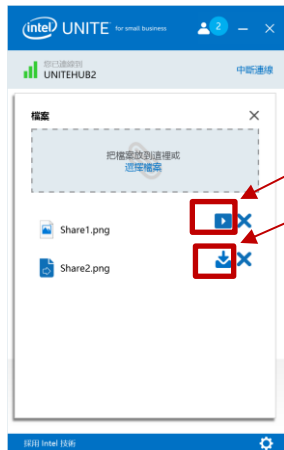 intel UNITE for small business 2
您已連線到
UNITEHUB2 中斷連線
檔案
把檔案放到這裡或
選擇檔案
Share1.png
Share2.png
採用 Intel 技術